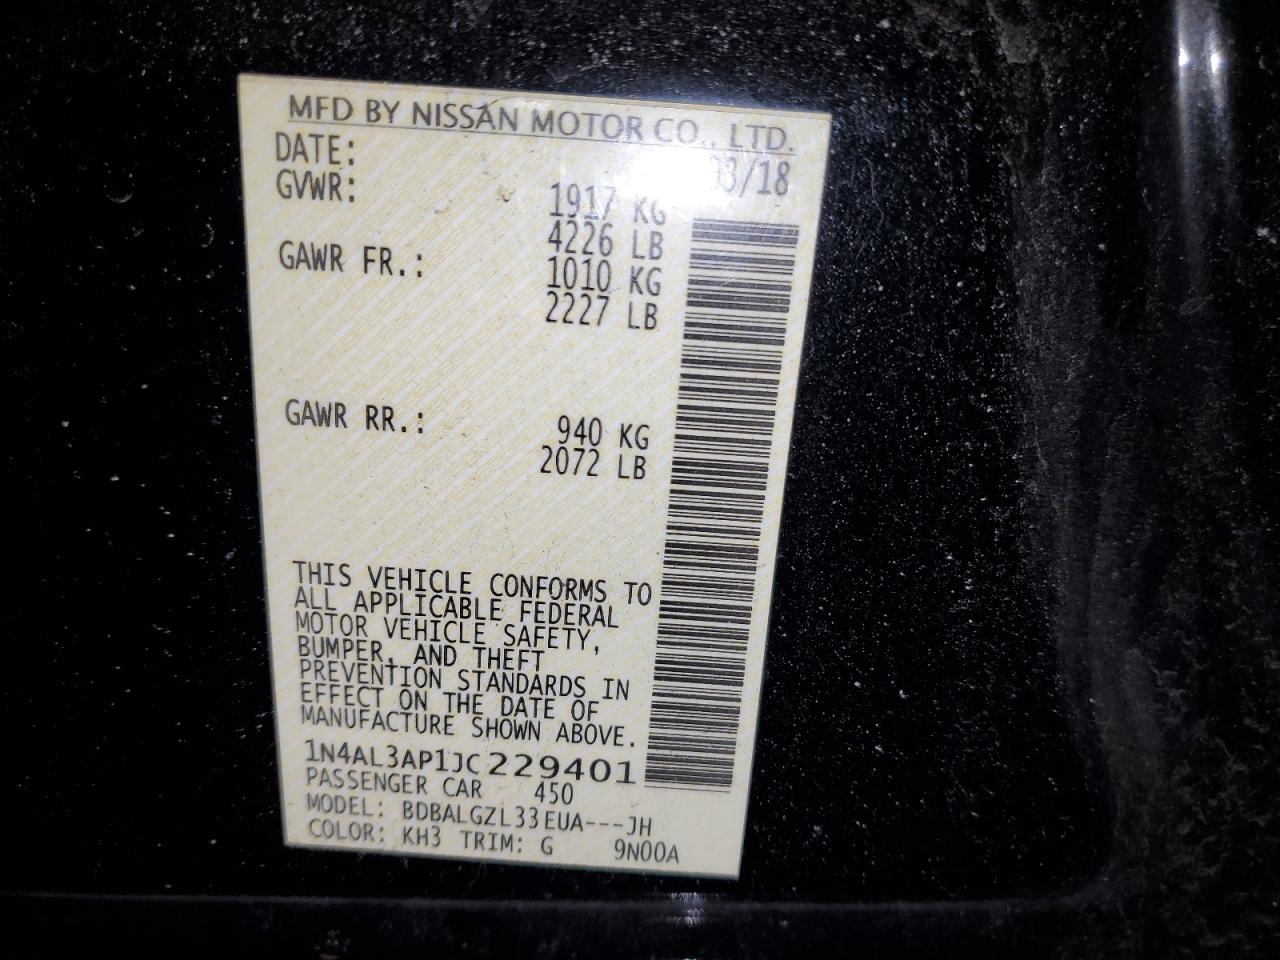 MFD BY NISSAN MOTOR CO., LTD.
DATE: 03/18
GVWR: 1917 KG
4226 LB
GAWR FR.: 1010 KG
2227 LB
GAWR RR.: 940 KG
2072 LB
THIS VEHICLE CONFORMS TO
ALL APPLICABLE FEDERAL
MOTOR VEHICLE SAFETY,
BUMPER, AND THEFT
PREVENTION STANDARDS IN
EFFECT ON THE DATE OF
MANUFACTURE SHOWN ABOVE.
1N4AL3AP1JC229401
PASSENGER CAR 450
MODEL: BDBALGZL33EUA---JH
COLOR: KH3 TRIM: G 9N00A